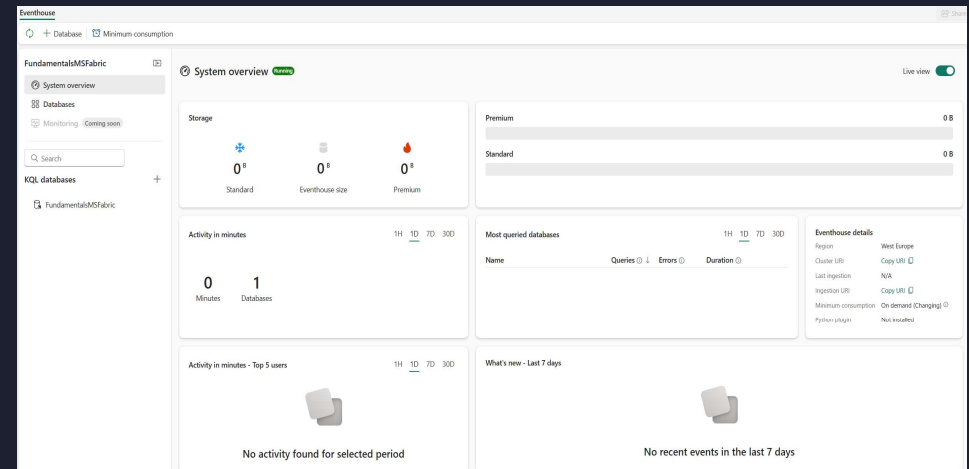 Eventhouse
Share
+ Database Minimum consumption
FundamentalsMSFabric
System overview
Databases
Monitoring Coming soon
Search
KQL databases +
FundamentalsMSFabric
System overview Running
Live view
Storage
0 B 0 B 0 B
Standard Eventhouse size Premium
Premium 0 B
Standard 0 B
Activity in minutes 1H 1D 7D 30D
0 1
Minutes Databases
Most queried databases 1H 1D 7D 30D
Name Queries ↓ Errors Duration
Eventhouse details
Region West Europe
Cluster URI Copy URI
Last ingestion N/A
Ingestion URI Copy URI
Minimum consumption On demand (Changing)
Python plugin Not installed
Activity in minutes - Top 5 users 1H 1D 7D 30D
No activity found for selected period
What's new - Last 7 days
No recent events in the last 7 days